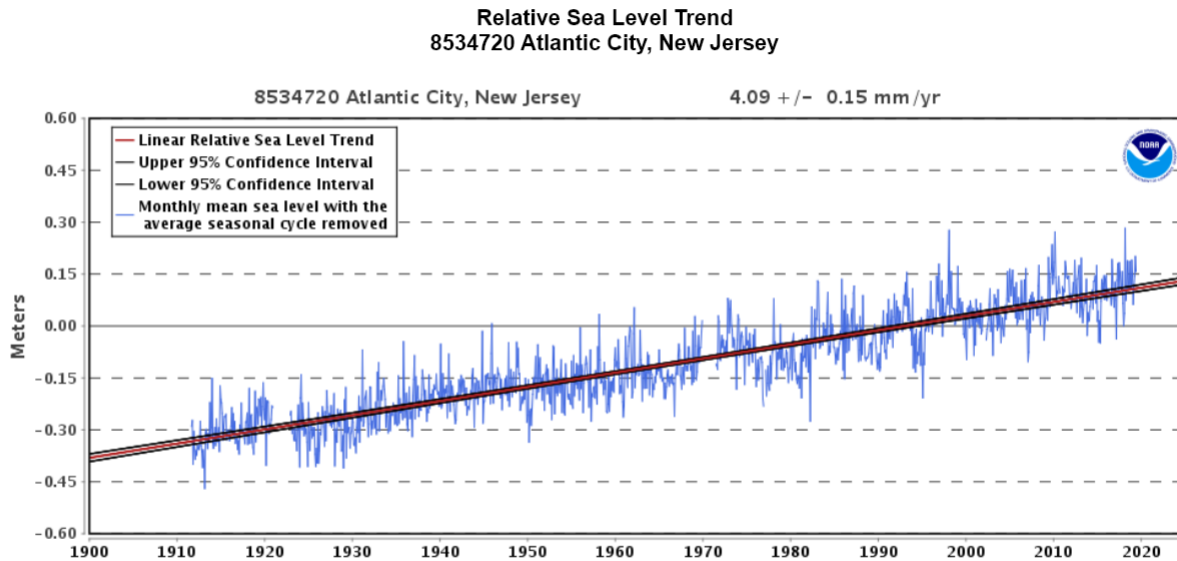 Relative Sea Level Trend
8534720 Atlantic City, New Jersey
8534720 Atlantic City, New Jersey 4.09 +/- 0.15 mm/yr
Linear Relative Sea Level Trend
Upper 95% Confidence Interval
Lower 95% Confidence Interval
Monthly mean sea level with the
average seasonal cycle removed
NOAA
Meters
0.60
0.45
0.30
0.15
0.00
-0.15
-0.30
-0.45
-0.60
1900 1910 1920 1930 1940 1950 1960 1970 1980 1990 2000 2010 2020